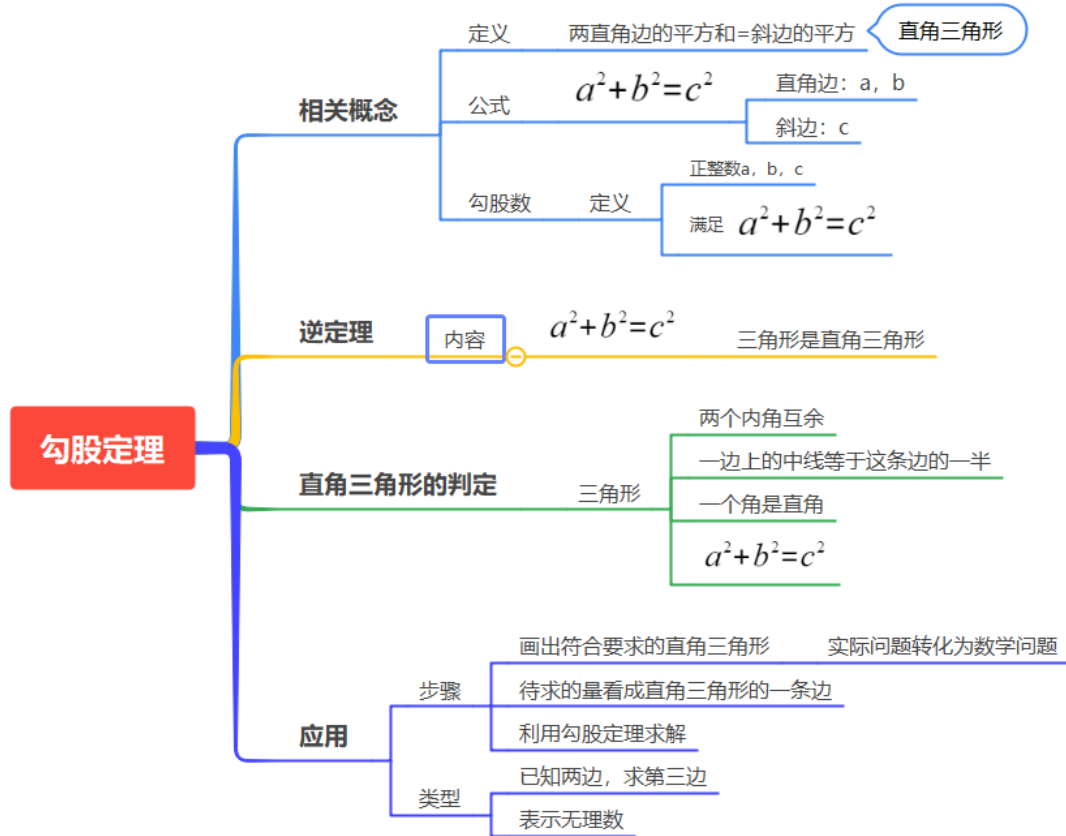 勾股定理
相关概念
定义
两直角边的平方和=斜边的平方
直角三角形
公式
a²+b²=c²
直角边：a，b
斜边：c
勾股数
定义
正整数a，b，c
满足 a²+b²=c²
逆定理
内容
a²+b²=c²
三角形是直角三角形
直角三角形的判定
三角形
两个内角互余
一边上的中线等于这条边的一半
一个角是直角
a²+b²=c²
应用
步骤
画出符合要求的直角三角形
实际问题转化为数学问题
待求的量看成直角三角形的一条边
利用勾股定理求解
类型
已知两边，求第三边
表示无理数